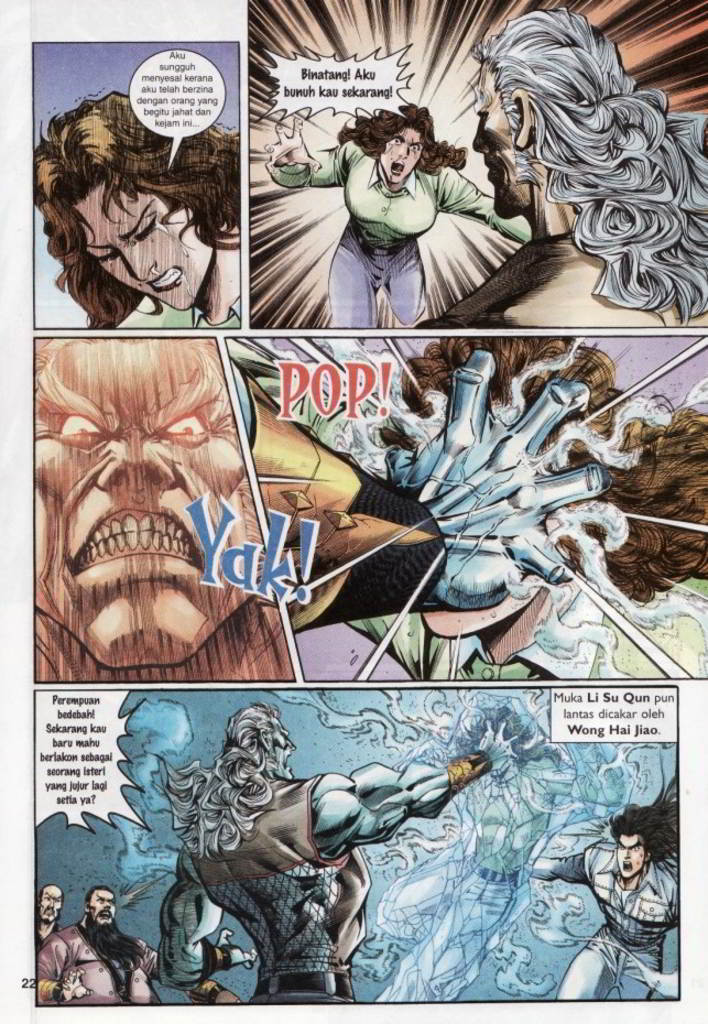 Aku
sungguh
menyesal kerana
aku telah berzina
dengan orang yang
begitu jahat dan
kejam ini...
Binatang! Aku
bunuh kau sekarang!
POP!
Yak!
Perempuan
bedebah!
Sekarang kau
baru mahu
berlakon sebagai
seorang isteri
yang jujur lagi
setia ya?
Muka Li Su Qun pun
lantas dicakar oleh
Wong Hai Jiao.
22